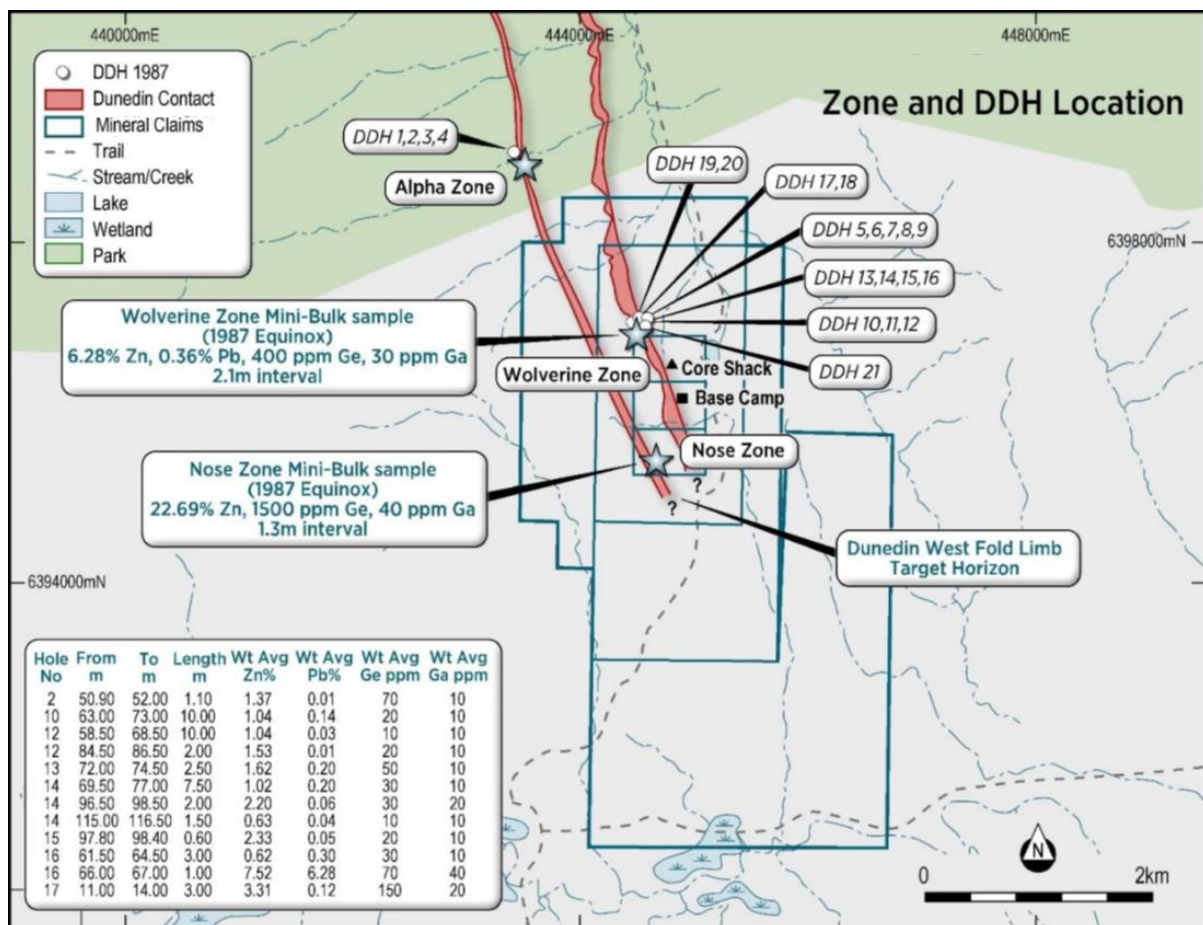 440000mE
444000mE
448000mE
Zone and DDH Location
DDH 1987
Dunedin Contact
Mineral Claims
Trail
Stream/Creek
Lake
Wetland
Park
DDH 1,2,3,4
Alpha Zone
DDH 19,20
DDH 17,18
DDH 5,6,7,8,9
6398000mN
DDH 13,14,15,16
DDH 10,11,12
DDH 21
Wolverine Zone Mini-Bulk sample
(1987 Equinox)
6.28% Zn, 0.36% Pb, 400 ppm Ge, 30 ppm Ga
2.1m interval
Wolverine Zone
Core Shack
Base Camp
Nose Zone
Nose Zone Mini-Bulk sample
(1987 Equinox)
22.69% Zn, 1500 ppm Ge, 40 ppm Ga
1.3m interval
?
?
Dunedin West Fold Limb
Target Horizon
6394000mN
Hole From To Length Wt Avg Wt Avg Wt Avg Wt Avg
No m m m Zn% Pb% Ge ppm Ga ppm
2 50.90 52.00 1.10 1.37 0.01 70 10
10 63.00 73.00 10.00 1.04 0.14 20 10
12 58.50 68.50 10.00 1.04 0.03 10 10
12 84.50 86.50 2.00 1.53 0.01 20 10
13 72.00 74.50 2.50 1.62 0.20 50 10
14 69.50 77.00 7.50 1.02 0.20 30 10
14 96.50 98.50 2.00 2.20 0.06 30 20
14 115.00 116.50 1.50 0.63 0.04 10 10
15 97.80 98.40 0.60 2.33 0.05 20 10
16 61.50 64.50 3.00 0.62 0.30 30 10
16 66.00 67.00 1.00 7.52 6.28 70 40
17 11.00 14.00 3.00 3.31 0.12 150 20
N
0 2km